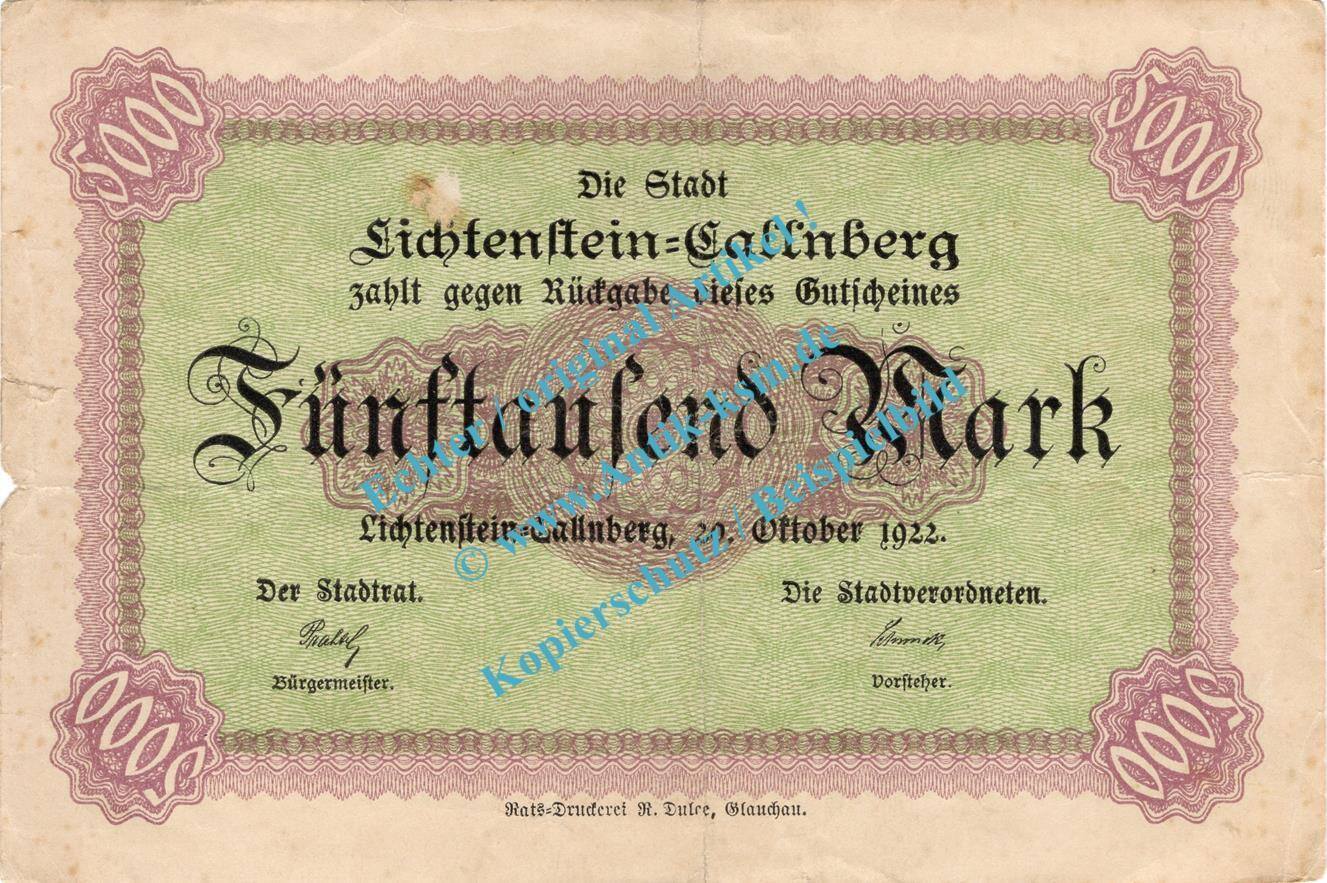 5000
5000
Die Stadt
Lichtenstein=Callnberg
zahlt gegen Rückgabe dieses Gutscheines
Fünftausend Mark
Lichtenstein=Callnberg, 20. Oktober 1922.
Der Stadtrat.
Die Stadtverordneten.
Bürgermeister.
Vorsteher.
5000
5000
Rats=Druckerei R. Dulce, Glauchau.
Echter / original Artikel !
© www.Antik-ksm.de
Kopierschutz / Beispielbild